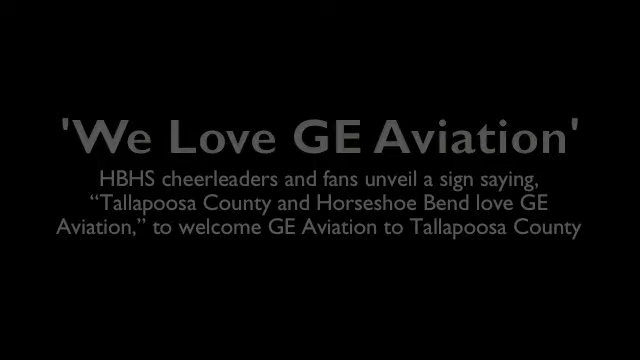 'We Love GE Aviation'
HBHS cheerleaders and fans unveil a sign saying,
“Tallapoosa County and Horseshoe Bend love GE
Aviation,” to welcome GE Aviation to Tallapoosa County